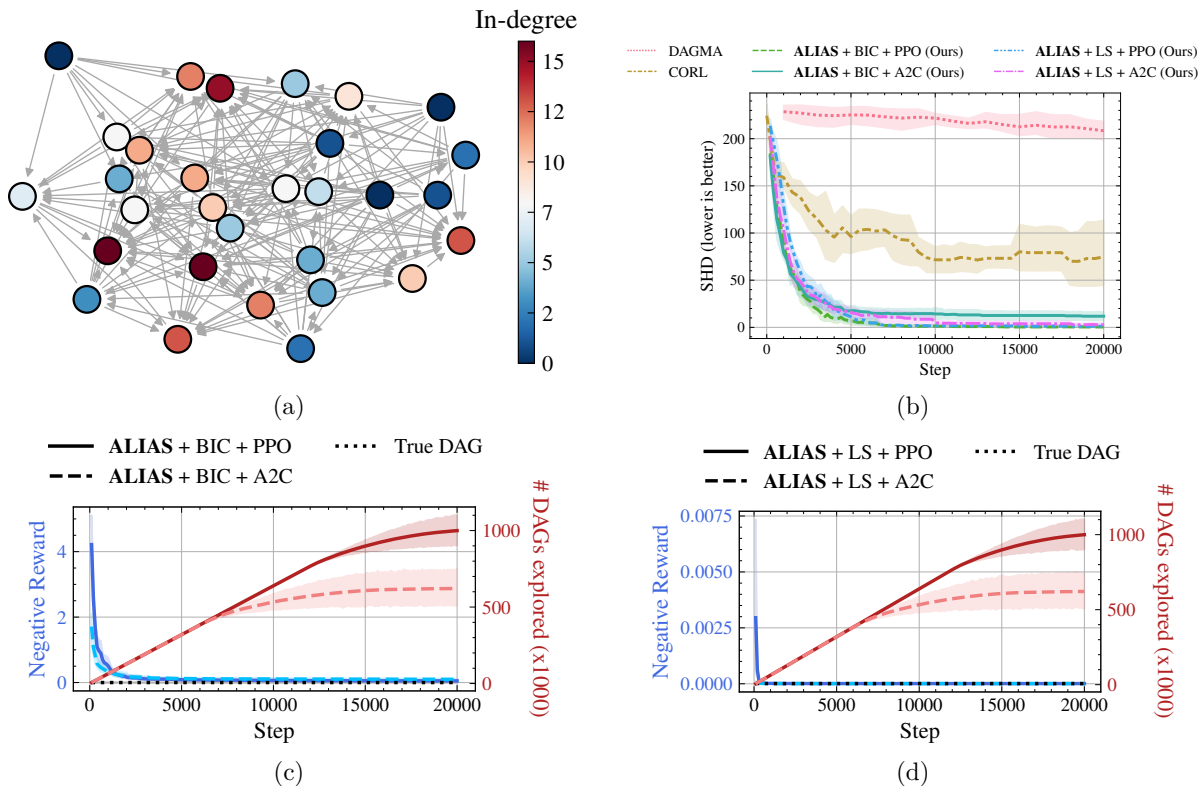 In-degree
15
12
10
7
5
2
0
(a)
DAGMA
CORL
ALIAS + BIC + PPO (Ours)
ALIAS + BIC + A2C (Ours)
ALIAS + LS + PPO (Ours)
ALIAS + LS + A2C (Ours)
SHD (lower is better)
200
150
100
50
0
0 5000 10000 15000 20000
Step
(b)
ALIAS + BIC + PPO
ALIAS + BIC + A2C
True DAG
Negative Reward
4
2
0
# DAGs explored (x1000)
1000
500
0
0 5000 10000 15000 20000
Step
(c)
ALIAS + LS + PPO
ALIAS + LS + A2C
True DAG
Negative Reward
0.0075
0.0050
0.0025
0.0000
# DAGs explored (x1000)
1000
500
0
0 5000 10000 15000 20000
Step
(d)